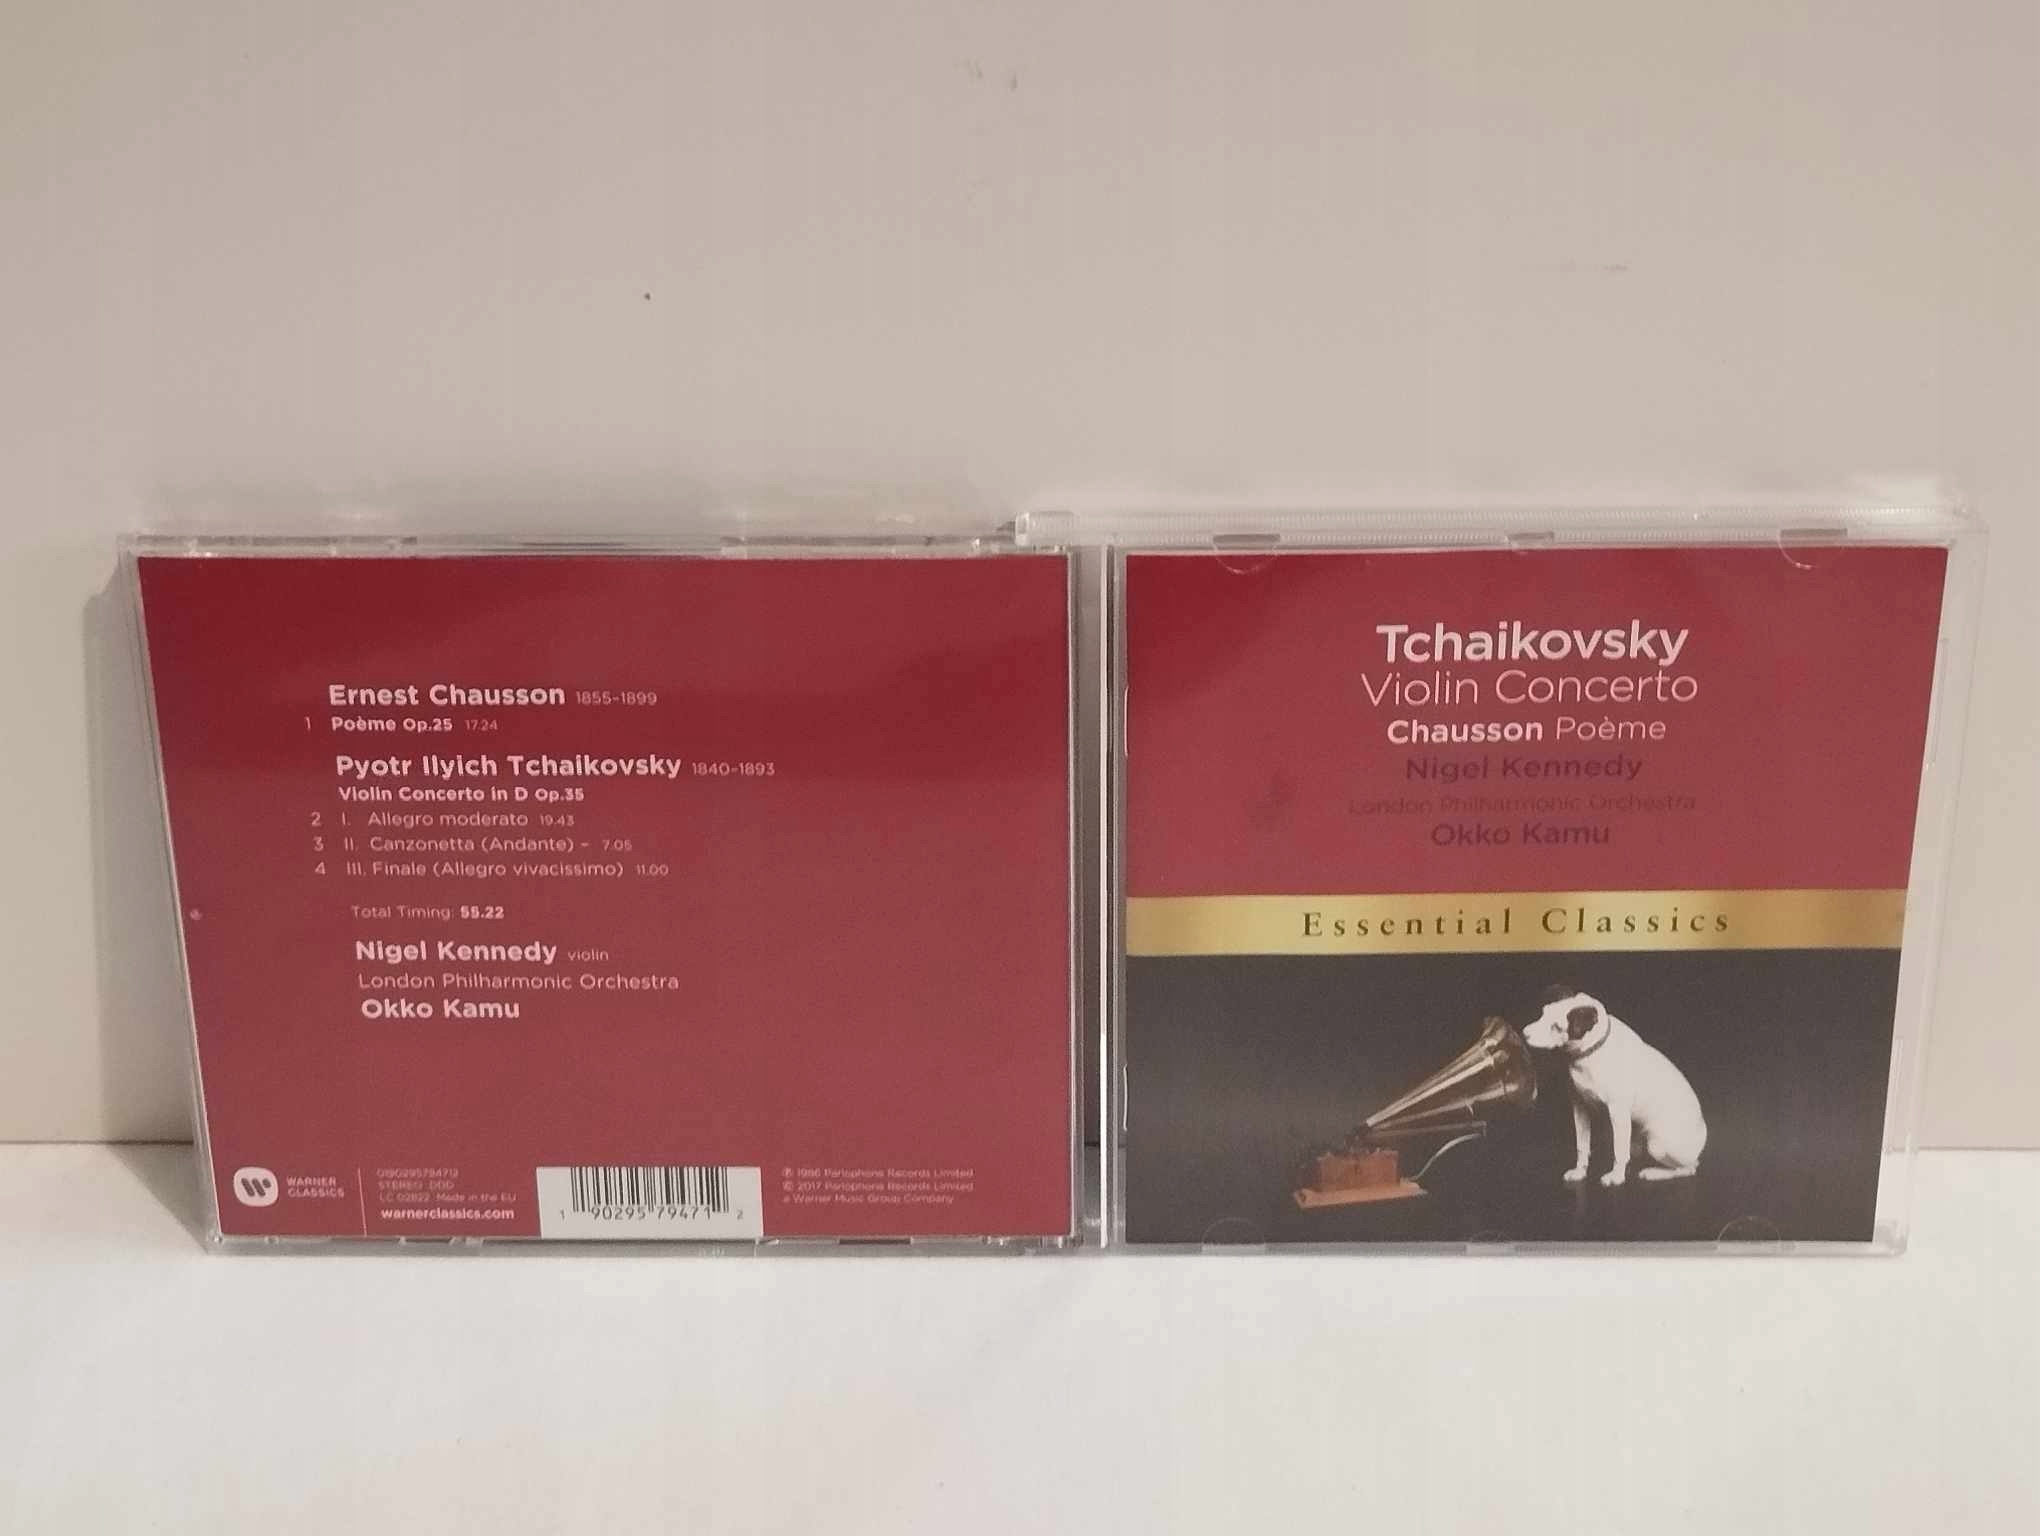 Ernest Chausson 1855-1899
1 Poème Op.25 17.24
Pyotr Ilyich Tchaikovsky 1840-1893
Violin Concerto in D Op.35
2 I. Allegro moderato 19.43
3 II. Canzonetta (Andante) - 7.05
4 III. Finale (Allegro vivacissimo) 11.00
Total Timing: 55.22
Nigel Kennedy violin
London Philharmonic Orchestra
Okko Kamu
WARNER
CLASSICS
0190295794712
STEREO DDD
LC 02822 Made in the EU
warnerclassics.com
1 90295 79471 2
℗ 1986 Parlophone Records Limited
© 2017 Parlophone Records Limited
a Warner Music Group Company
Tchaikovsky
Violin Concerto
Chausson Poème
Nigel Kennedy
London Philharmonic Orchestra
Okko Kamu
Essential Classics